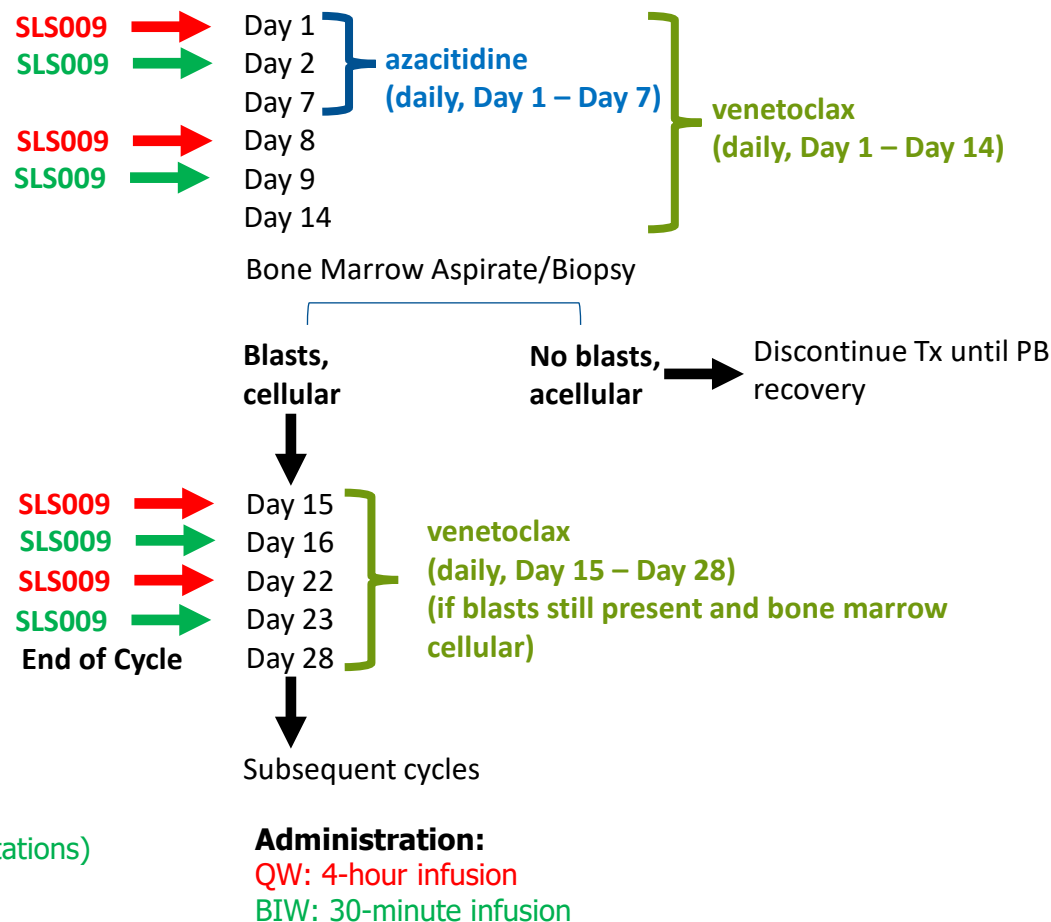 SLS009 Day 1
SLS009 Day 2
Day 7
azacitidine
(daily, Day 1 – Day 7)
SLS009 Day 8
SLS009 Day 9
Day 14
venetoclax
(daily, Day 1 – Day 14)
Bone Marrow Aspirate/Biopsy
Blasts,
cellular
No blasts,
acellular
Discontinue Tx until PB
recovery
SLS009 Day 15
SLS009 Day 16
SLS009 Day 22
SLS009 Day 23
End of Cycle Day 28
venetoclax
(daily, Day 15 – Day 28)
(if blasts still present and bone marrow
cellular)
Subsequent cycles
tations)
Administration:
QW: 4-hour infusion
BIW: 30-minute infusion